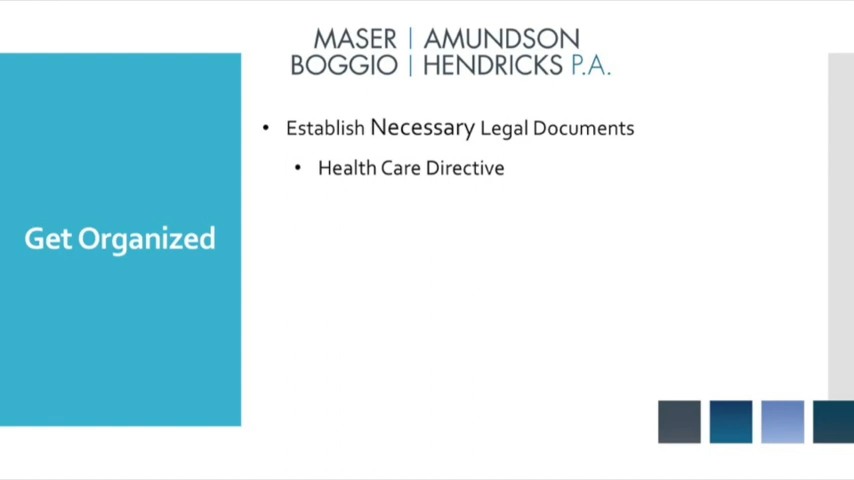 MASER | AMUNDSON
BOGGIO | HENDRICKS P.A.
• Establish Necessary Legal Documents
• Health Care Directive
Get Organized